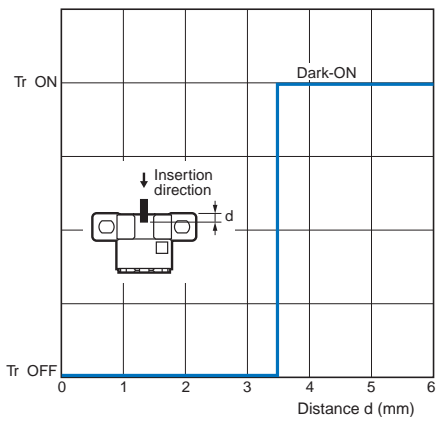 Tr ON
Dark-ON
Insertion
direction
d
Tr OFF
0 1 2 3 4 5 6
Distance d (mm)